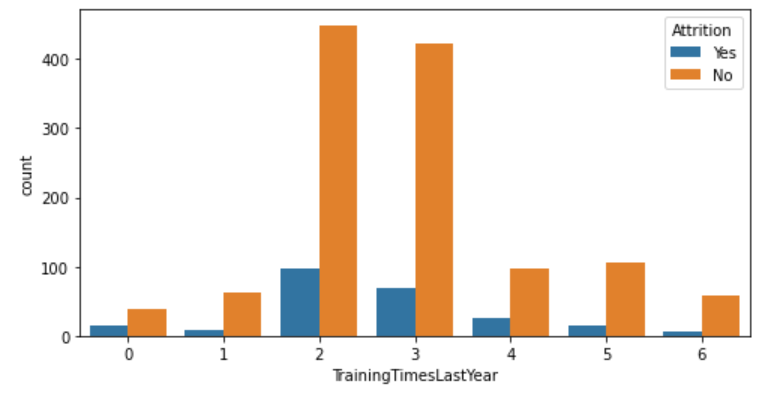 Attrition
Yes
No
400
300
200
100
0
count
0 1 2 3 4 5 6
TrainingTimesLastYear